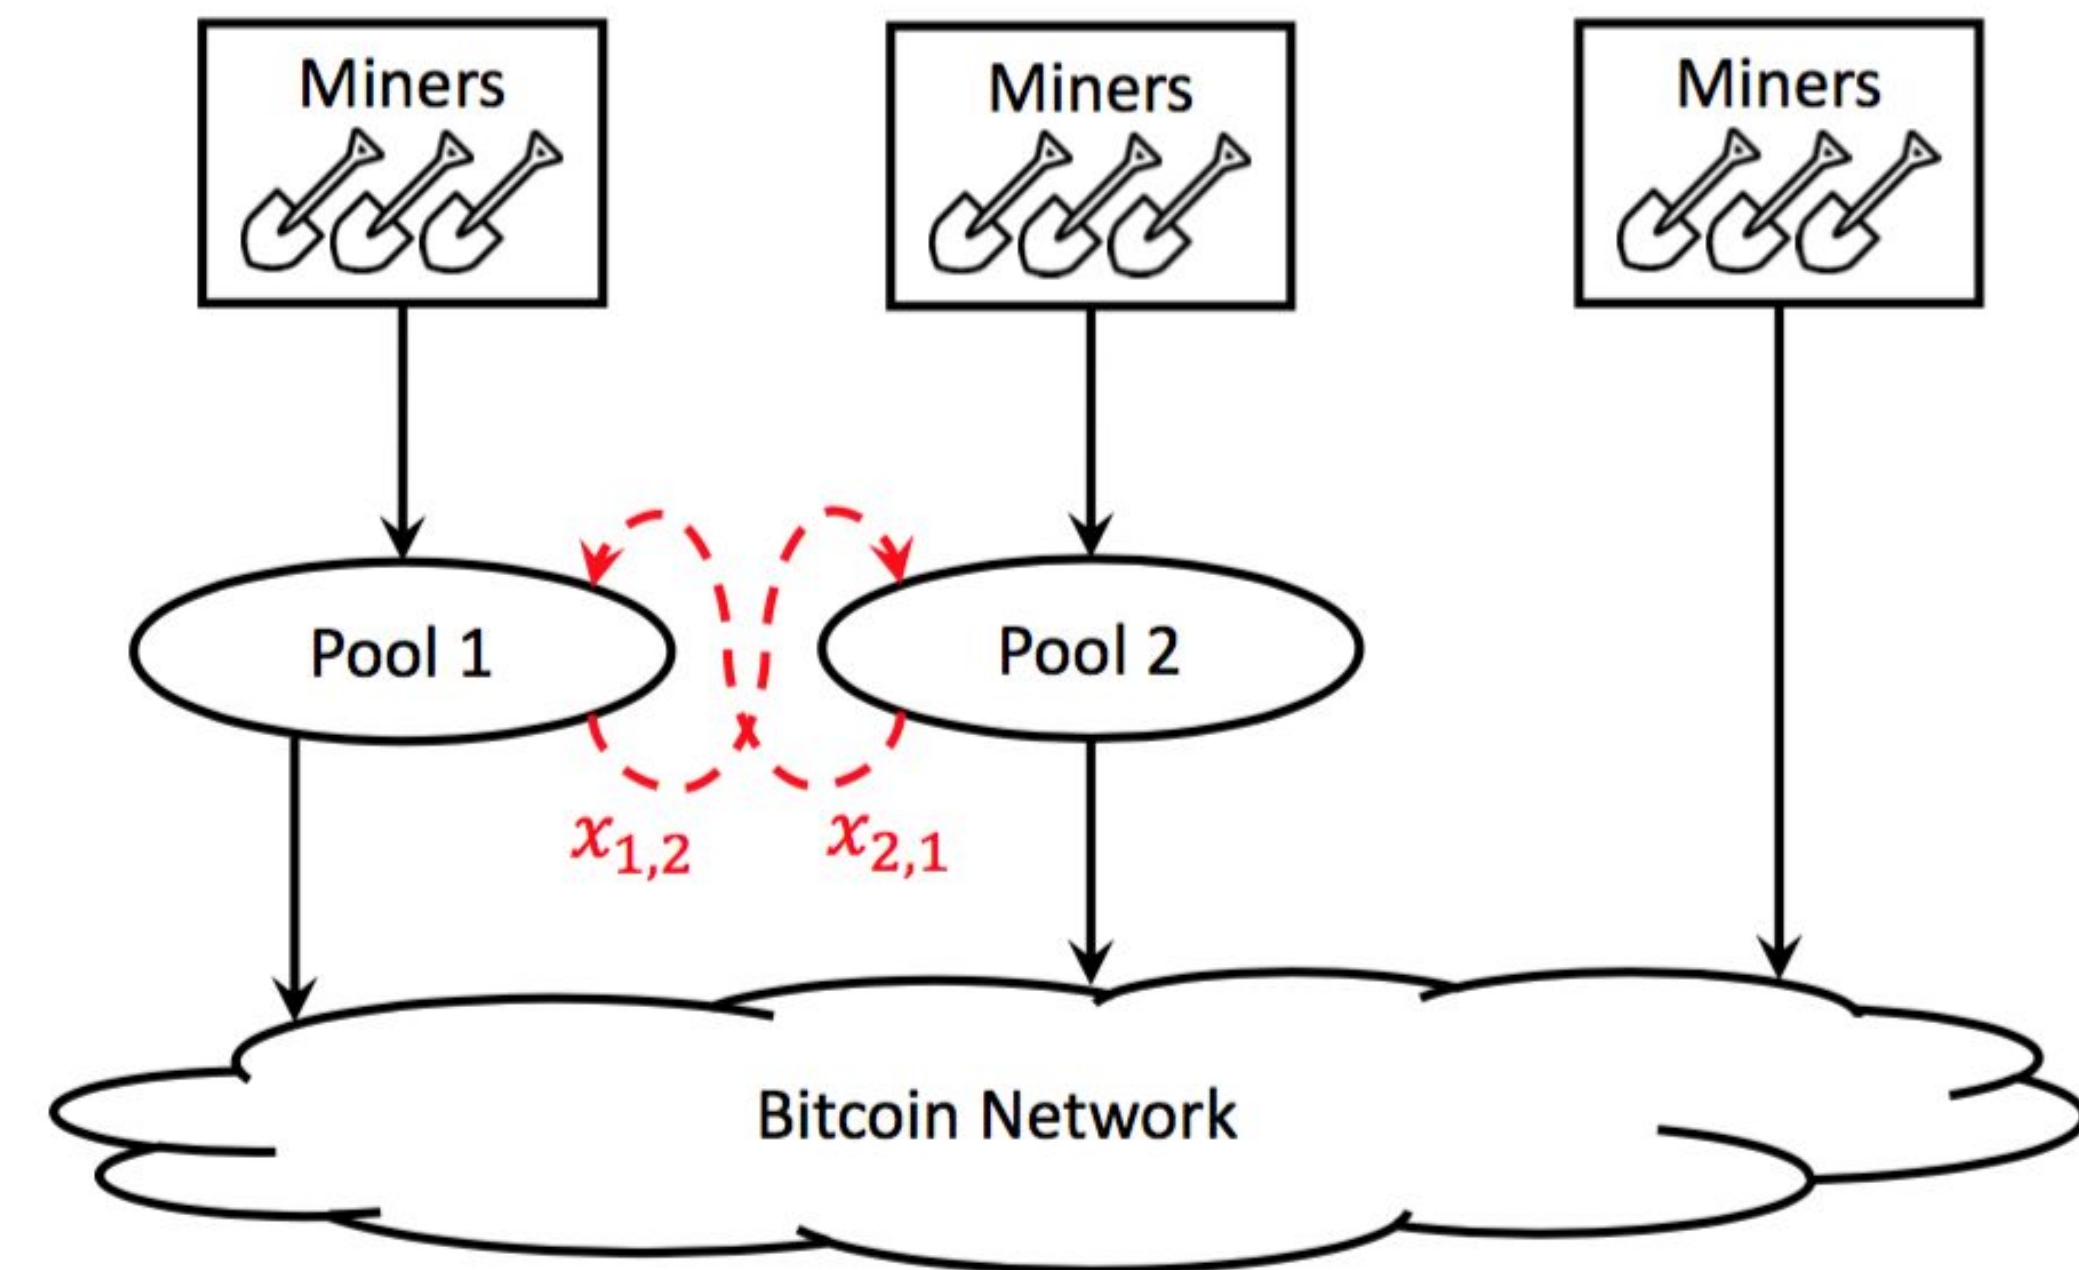 Miners
Miners
Miners
Pool 1
Pool 2
x1,2
x2,1
Bitcoin Network